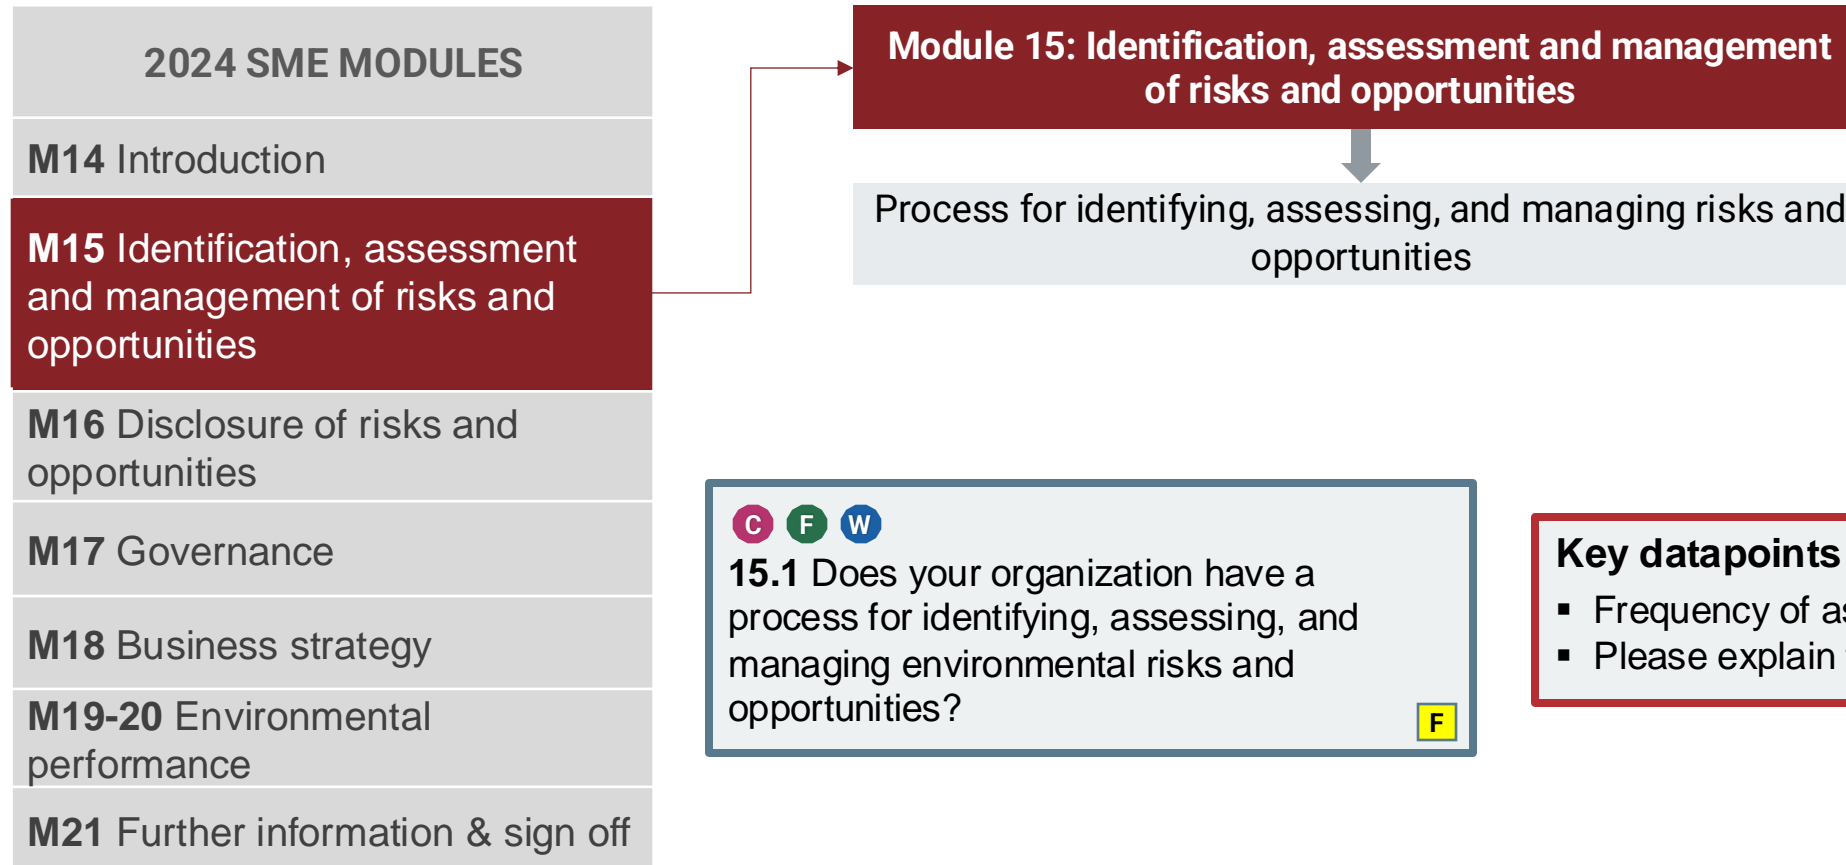 2024 SME MODULES
M14 Introduction
M15 Identification, assessment
and management of risks and
opportunities
M16 Disclosure of risks and
opportunities
M17 Governance
M18 Business strategy
M19-20 Environmental
performance
M21 Further information & sign off
Module 15: Identification, assessment and management
of risks and opportunities
Process for identifying, assessing, and managing risks and
opportunities
C F W
15.1 Does your organization have a
process for identifying, assessing, and
managing environmental risks and
opportunities?
F
Key datapoints
▪ Frequency of
▪ Please explain